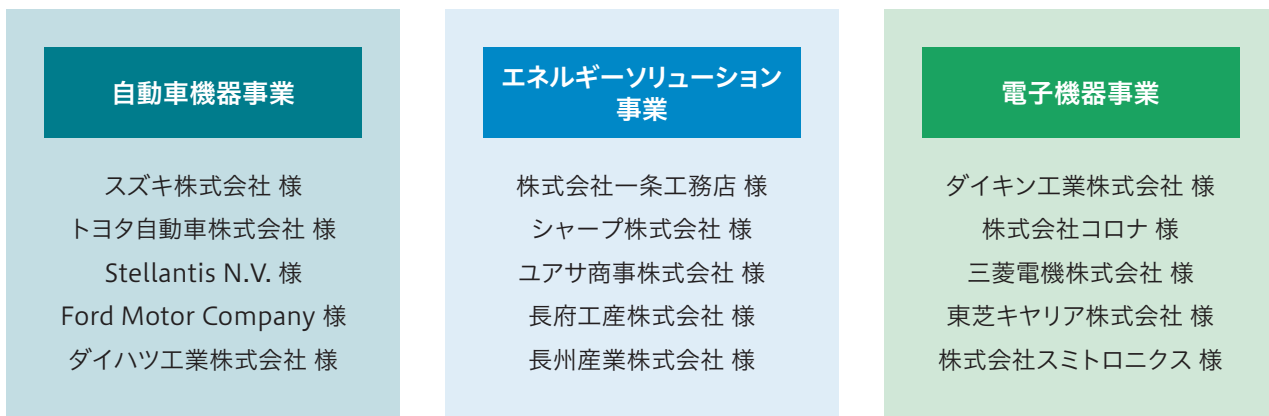 自動車機器事業
スズキ株式会社 様
トヨタ自動車株式会社 様
Stellantis N.V. 様
Ford Motor Company 様
ダイハツ工業株式会社 様
エネルギーソリューション
事業
株式会社一条工務店 様
シャープ株式会社 様
ユアサ商事株式会社 様
長府工産株式会社 様
長州産業株式会社 様
電子機器事業
ダイキン工業株式会社 様
株式会社コロナ 様
三菱電機株式会社 様
東芝キヤリア株式会社 様
株式会社スミトロニクス 様